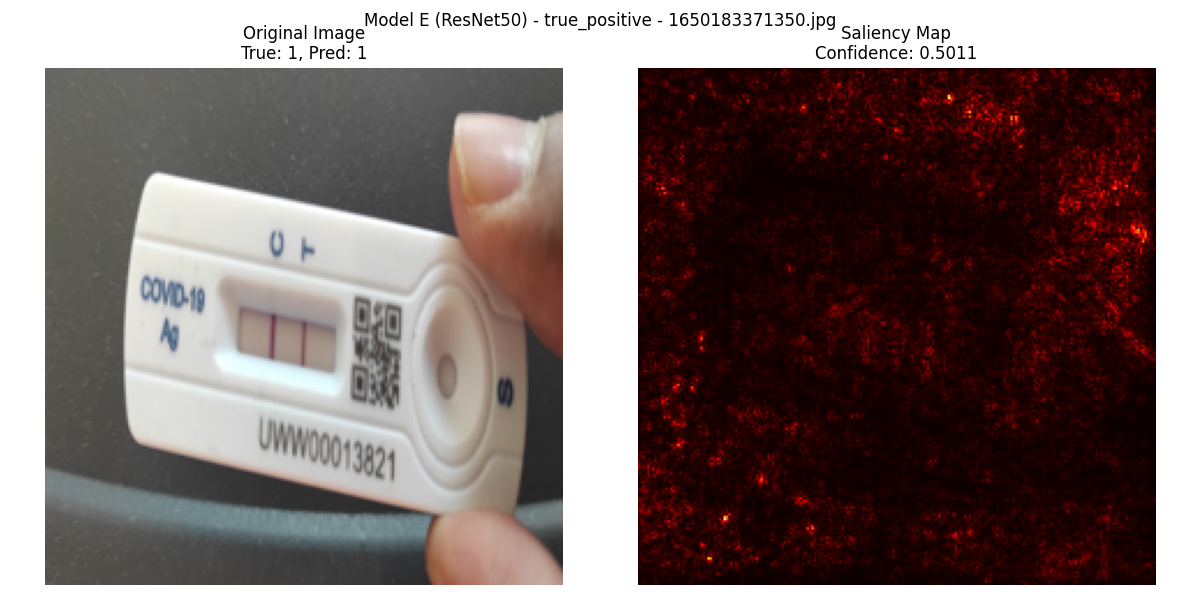 Model E (ResNet50) - true_positive - 1650183371350.jpg
Original Image
True: 1, Pred: 1
Saliency Map
Confidence: 0.5011
C
T
COVID-19
Ag
S
UWW00013821